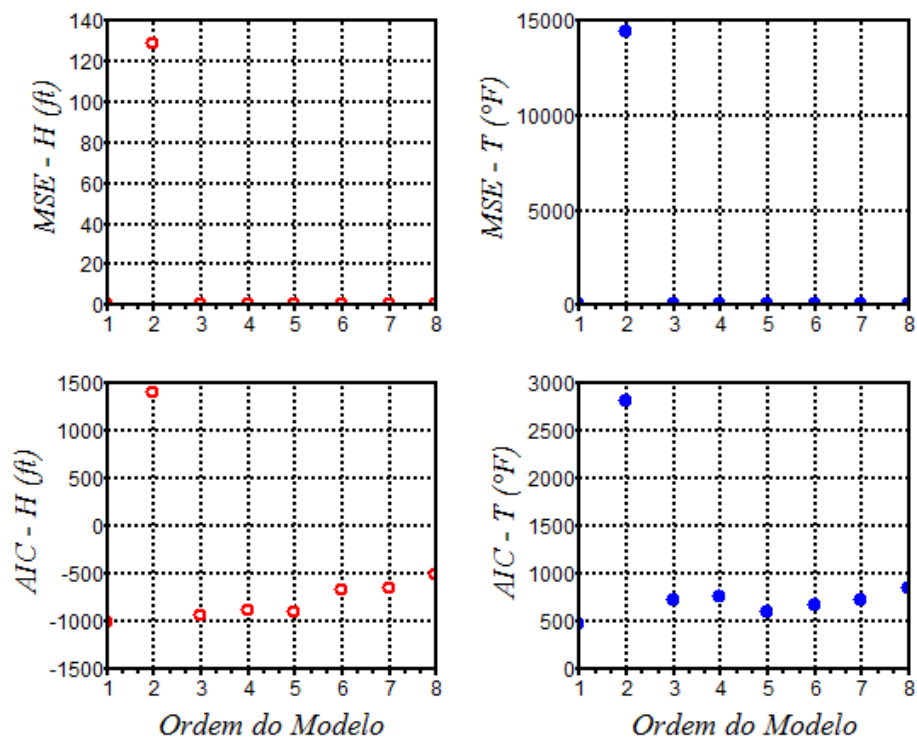 MSE - H (ft)
140
120
100
80
60
40
20
0
1 2 3 4 5 6 7 8
MSE - T (°F)
15000
10000
5000
0
1 2 3 4 5 6 7 8
AIC - H (ft)
1500
1000
500
0
-500
-1000
-1500
1 2 3 4 5 6 7 8
Ordem do Modelo
AIC - T (°F)
3000
2500
2000
1500
1000
500
0
1 2 3 4 5 6 7 8
Ordem do Modelo